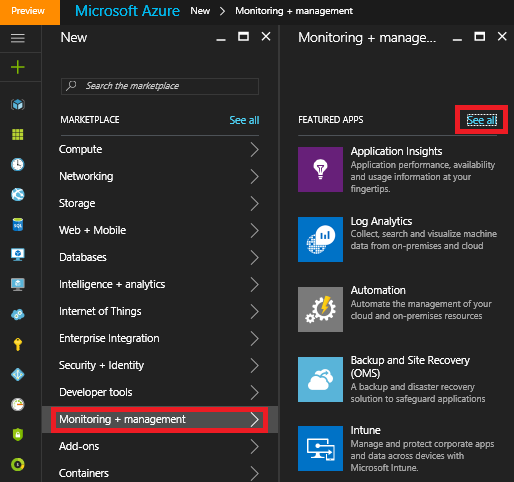 Preview
Microsoft Azure New > Monitoring + management
New
Search the marketplace
MARKETPLACE See all
Compute
Networking
Storage
Web + Mobile
Databases
Intelligence + analytics
Internet of Things
Enterprise Integration
Security + Identity
Developer tools
Monitoring + management
Add-ons
Containers
Monitoring + manage...
FEATURED APPS See all
Application Insights
Application performance, availability
and usage information at your
fingertips.
Log Analytics
Collect, search and visualize machine
data from on-premises and cloud
Automation
Automate the management of your
cloud and on-premises resources
Backup and Site Recovery
(OMS)
A backup and disaster recovery
solution to safeguard applications
Intune
Manage and protect corporate apps
and data across devices with
Microsoft Intune.